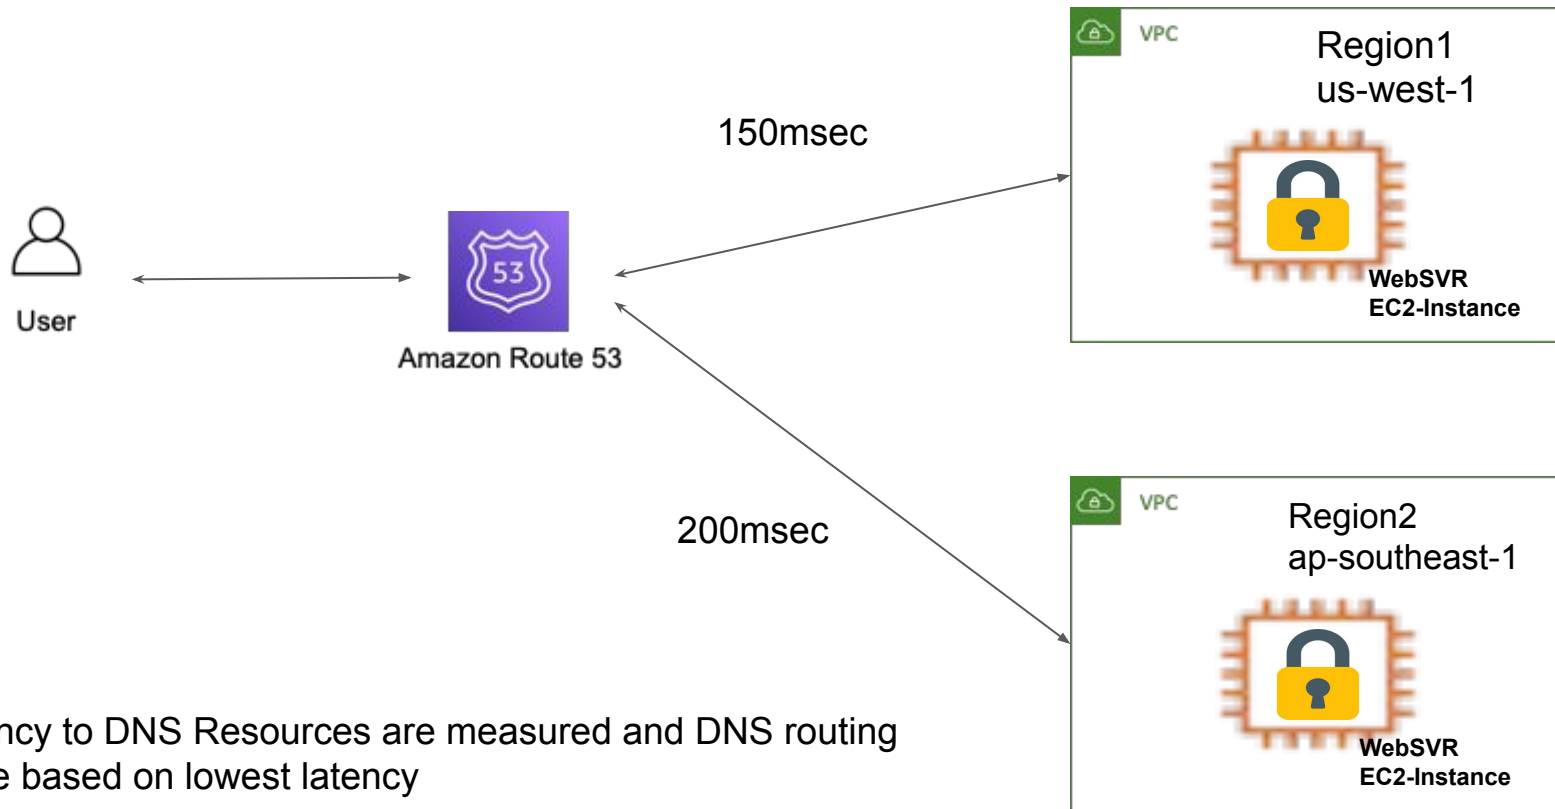 VPC
Region1
us-west-1
150msec
WebSVR
EC2-Instance
53
User
Amazon Route 53
VPC
Region2
ap-southeast-1
200msec
WebSVR
EC2-Instance
to DNS Resources are measured and DNS routing
based on lowest latency